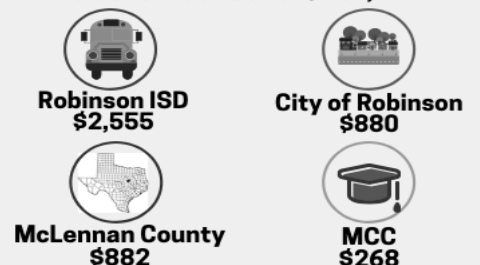 Robinson ISD
$2,555
City of Robinson
$880
McLennan County
$882
MCC
$268